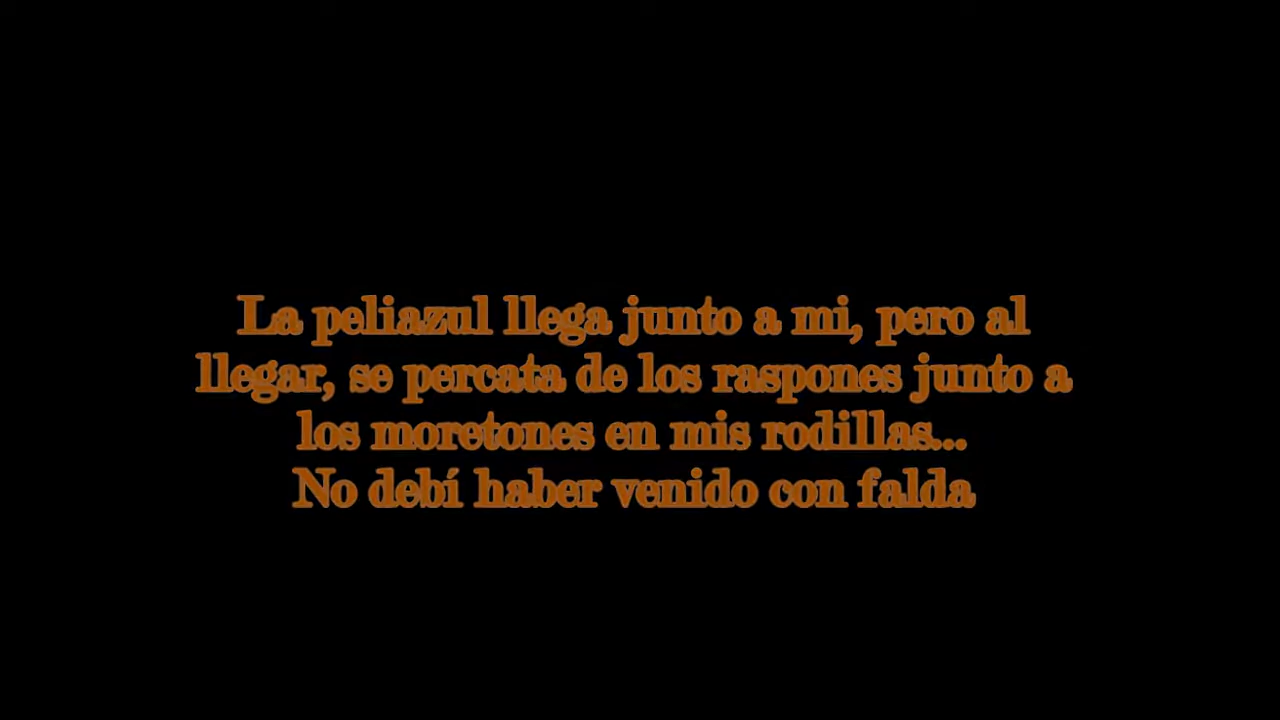 La peliazul llega junto a mi, pero al
llegar, se percata de los raspones junto a
los moretones en mis rodillas...
No debí haber venido con falda